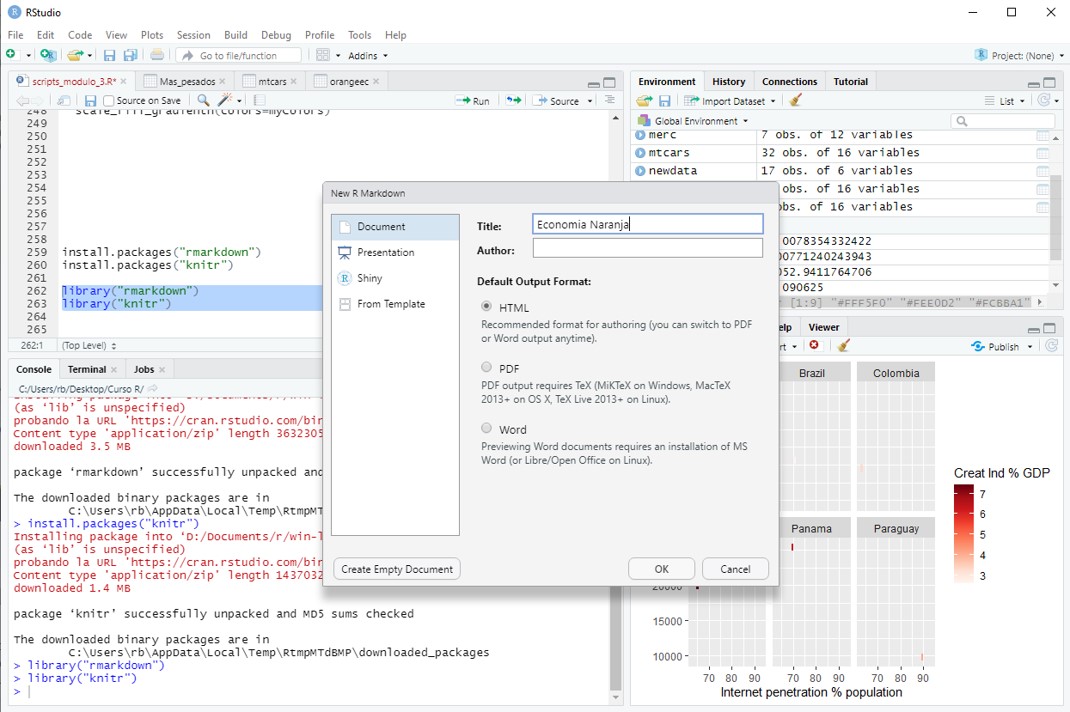 RStudio
File Edit Code View Plots Session Build Debug Profile Tools Help
Go to file/function Addins Project: (None)
scripts_modulo_3.R* Mas_pesados mtcars orangeec
Source on Save Run Source
248 scale_fill_gradientn(colors=myColors)
249
250
251
252
253
254
255
256
257
258
259 install.packages("rmarkdown")
260 install.packages("knitr")
261
262 library("rmarkdown")
263 library("knitr")
264
265
262:1 (Top Level)
Console Terminal Jobs
C:/Users/rb/Desktop/Curso R/
(as ‘lib’ is unspecified)
probando la URL 'https://cran.rstudio.com/bin
Content type 'application/zip' length 3632305
downloaded 3.5 MB
package ‘rmarkdown’ successfully unpacked and
The downloaded binary packages are in
C:\Users\rb\AppData\Local\Temp\RtmpMT
> install.packages("knitr")
Installing package into ‘D:/Documents/r/win-l
(as ‘lib’ is unspecified)
probando la URL 'https://cran.rstudio.com/bin
Content type 'application/zip' length 1437032
downloaded 1.4 MB
package ‘knitr’ successfully unpacked and MD5 sums checked
The downloaded binary packages are in
C:\Users\rb\AppData\Local\Temp\RtmpMTdBMP\downloaded_packages
> library("rmarkdown")
> library("knitr")
>
New R Markdown
Document
Presentation
Shiny
From Template
Title: Economia Naranja
Author:
Default Output Format:
HTML
Recommended format for authoring (you can switch to PDF
or Word output anytime).
PDF
PDF output requires TeX (MiKTeX on Windows, MacTeX
2013+ on OS X, TeX Live 2013+ on Linux).
Word
Previewing Word documents requires an installation of MS
Word (or Libre/Open Office on Linux).
Create Empty Document OK Cancel
Environment History Connections Tutorial
Import Dataset List
Global Environment
merc 7 obs. of 12 variables
mtcars 32 obs. of 16 variables
newdata 17 obs. of 6 variables
obs. of 16 variables
obs. of 16 variables
0078354332422
00771240243943
052.9411764706
090625
[1:9] "#FFF5F0" "#FEE0D2" "#FCBBA1"
elp Viewer
rt Publish
Brazil Colombia
Panama Paraguay
20000
15000
10000
70 80 90 70 80 90 70 80 90
Internet penetration % population
Creat Ind % GDP
7
6
5
4
3